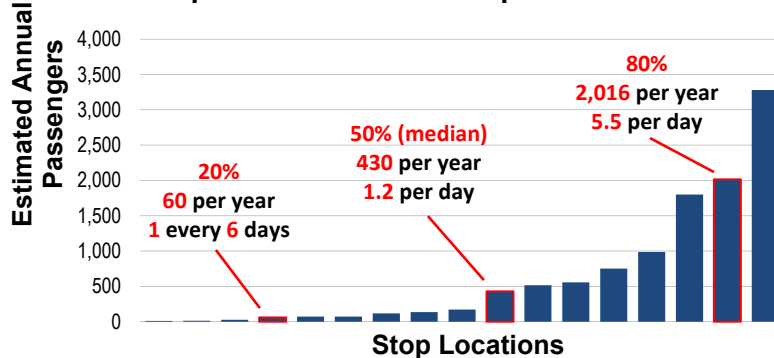 Estimated Annual
Passengers
4,000
3,500
3,000
2,500
2,000
1,500
1,000
500
0
20%
60 per year
1 every 6 days
50% (median)
430 per year
1.2 per day
80%
2,016 per year
5.5 per day
Stop Locations